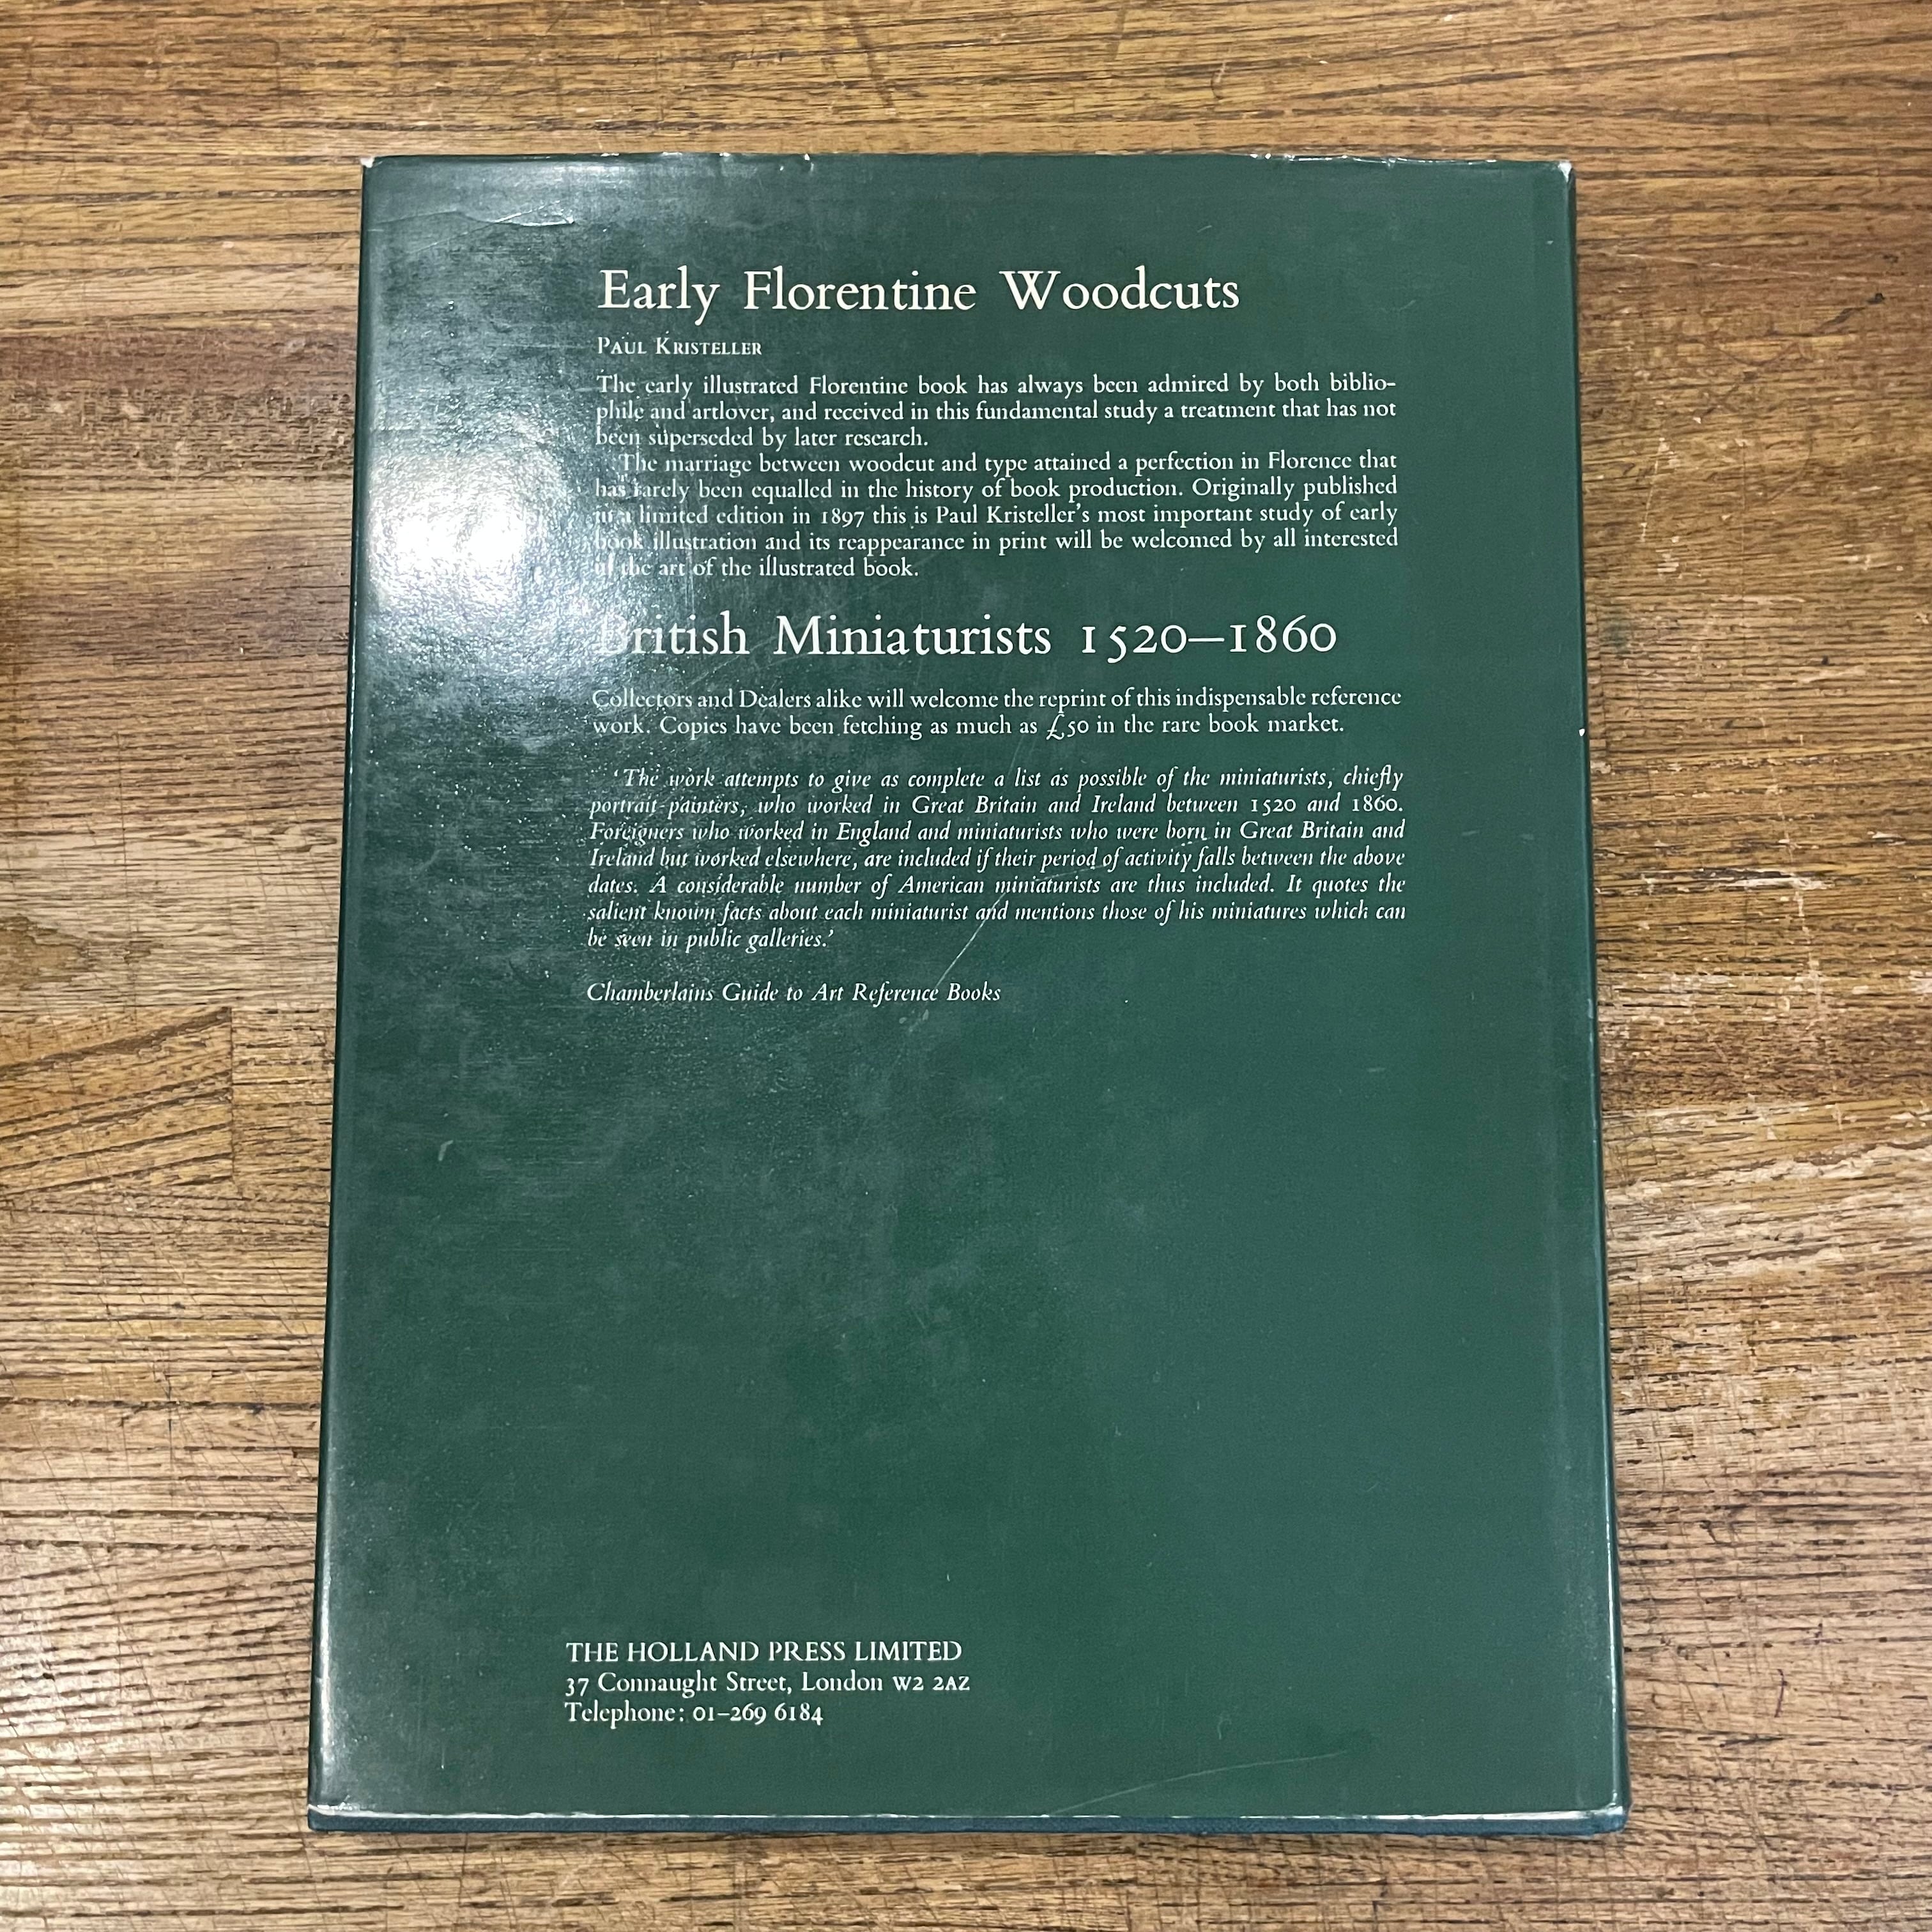 Early Florentine Woodcuts
PAUL KRISTELLER
The early illustrated Florentine book has always been admired by both biblio-
phile and artlover, and received in this fundamental study a treatment that has not
been superseded by later research.
The marriage between woodcut and type attained a perfection in Florence that
has rarely been equalled in the history of book production. Originally published
in a limited edition in 1897 this is Paul Kristeller's most important study of early
book illustration and its reappearance in print will be welcomed by all interested
in the art of the illustrated book.
British Miniaturists 1520—1860
Collectors and Dealers alike will welcome the reprint of this indispensable reference
work. Copies have been fetching as much as £50 in the rare book market.
'The work attempts to give as complete a list as possible of the miniaturists, chiefly
portrait-painters, who worked in Great Britain and Ireland between 1520 and 1860.
Foreigners who worked in England and miniaturists who were born in Great Britain and
Ireland but worked elsewhere, are included if their period of activity falls between the above
dates. A considerable number of American miniaturists are thus included. It quotes the
salient known facts about each miniaturist and mentions those of his miniatures which can
be seen in public galleries.'
Chamberlains Guide to Art Reference Books
THE HOLLAND PRESS LIMITED
37 Connaught Street, London W2 2AZ
Telephone: 01–269 6184